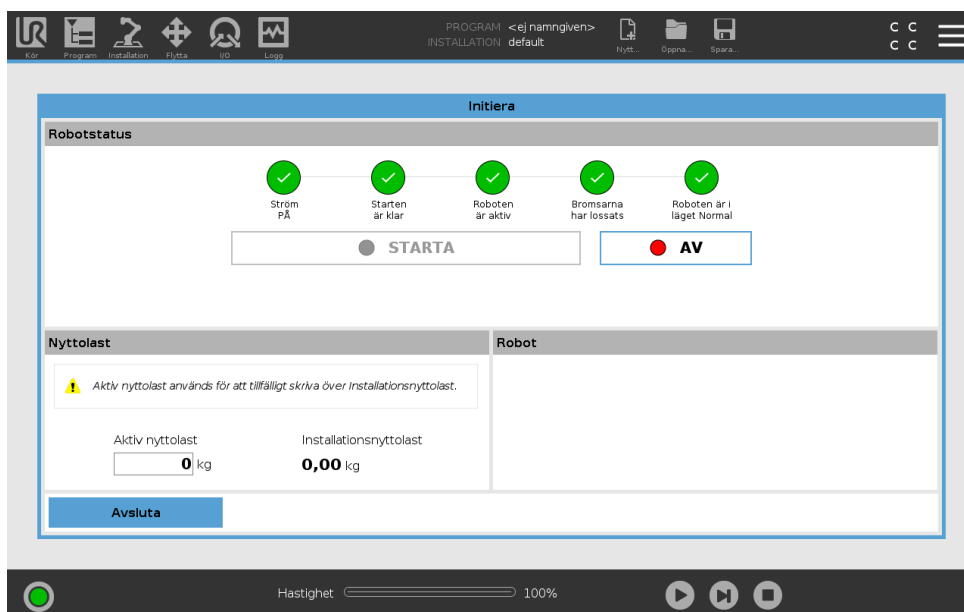 PROGRAM <ej namngiven>
INSTALLATION default
UR
Kör
Program
Installation
Flytta
I/O
Logg
Nytt...
Öppna...
Spara...
C C
C C
Initiera
Robotstatus
Ström PÅ
Starten är klar
Roboten är aktiv
Bromsarna har lossats
Roboten är i läget Normal
STARTA
AV
Nyttolast
Robot
Aktiv nyttolast används för att tillfälligt skriva över Installationsnyttolast.
Aktiv nyttolast
Installationsnyttolast
0 kg
0,00 kg
Avsluta
Hastighet
100%